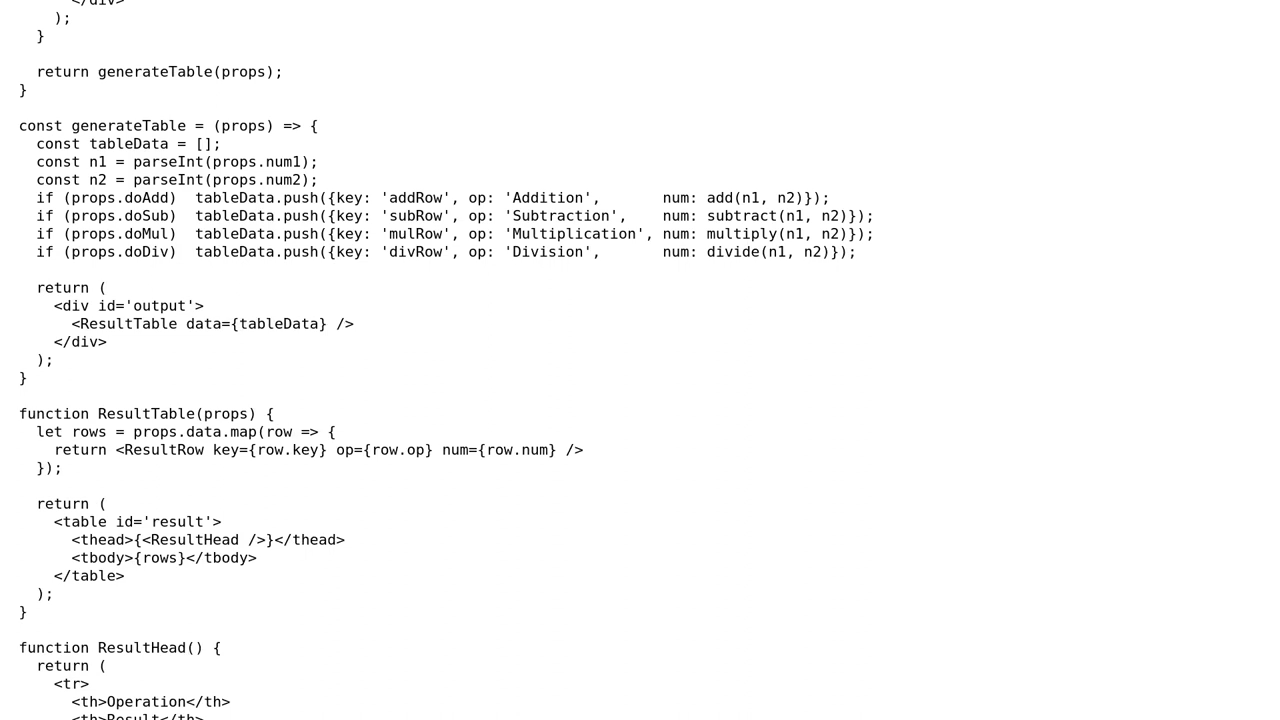 </div>
    );
  }

  return generateTable(props);
}

const generateTable = (props) => {
  const tableData = [];
  const n1 = parseInt(props.num1);
  const n2 = parseInt(props.num2);
  if (props.doAdd)  tableData.push({key: 'addRow', op: 'Addition',       num: add(n1, n2)});
  if (props.doSub)  tableData.push({key: 'subRow', op: 'Subtraction',    num: subtract(n1, n2)});
  if (props.doMul)  tableData.push({key: 'mulRow', op: 'Multiplication', num: multiply(n1, n2)});
  if (props.doDiv)  tableData.push({key: 'divRow', op: 'Division',       num: divide(n1, n2)});

  return (
    <div id='output'>
      <ResultTable data={tableData} />
    </div>
  );
}

function ResultTable(props) {
  let rows = props.data.map(row => {
    return <ResultRow key={row.key} op={row.op} num={row.num} />
  });

  return (
    <table id='result'>
      <thead>{<ResultHead />}</thead>
      <tbody>{rows}</tbody>
    </table>
  );
}

function ResultHead() {
  return (
    <tr>
      <th>Operation</th>
      <th>Result</th>